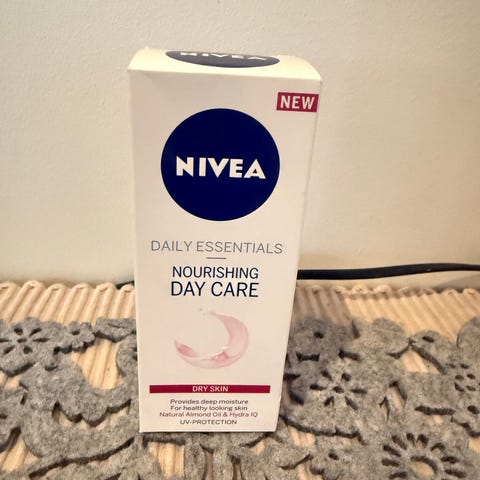 NIVEA
NEW
NIVEA
DAILY ESSENTIALS
NOURISHING
DAY CARE
DRY SKIN
Provides deep moisture
For healthy looking skin
Natural Almond Oil & Hydra IQ
UV-PROTECTION